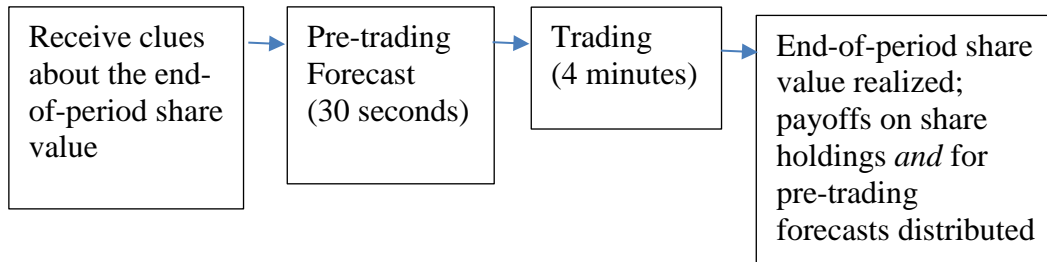 Receive clues
about the end-
of-period share
value
Pre-trading
Forecast
(30 seconds)
Trading
(4 minutes)
End-of-period share
value realized;
payoffs on share
holdings and for
pre-trading
forecasts distributed